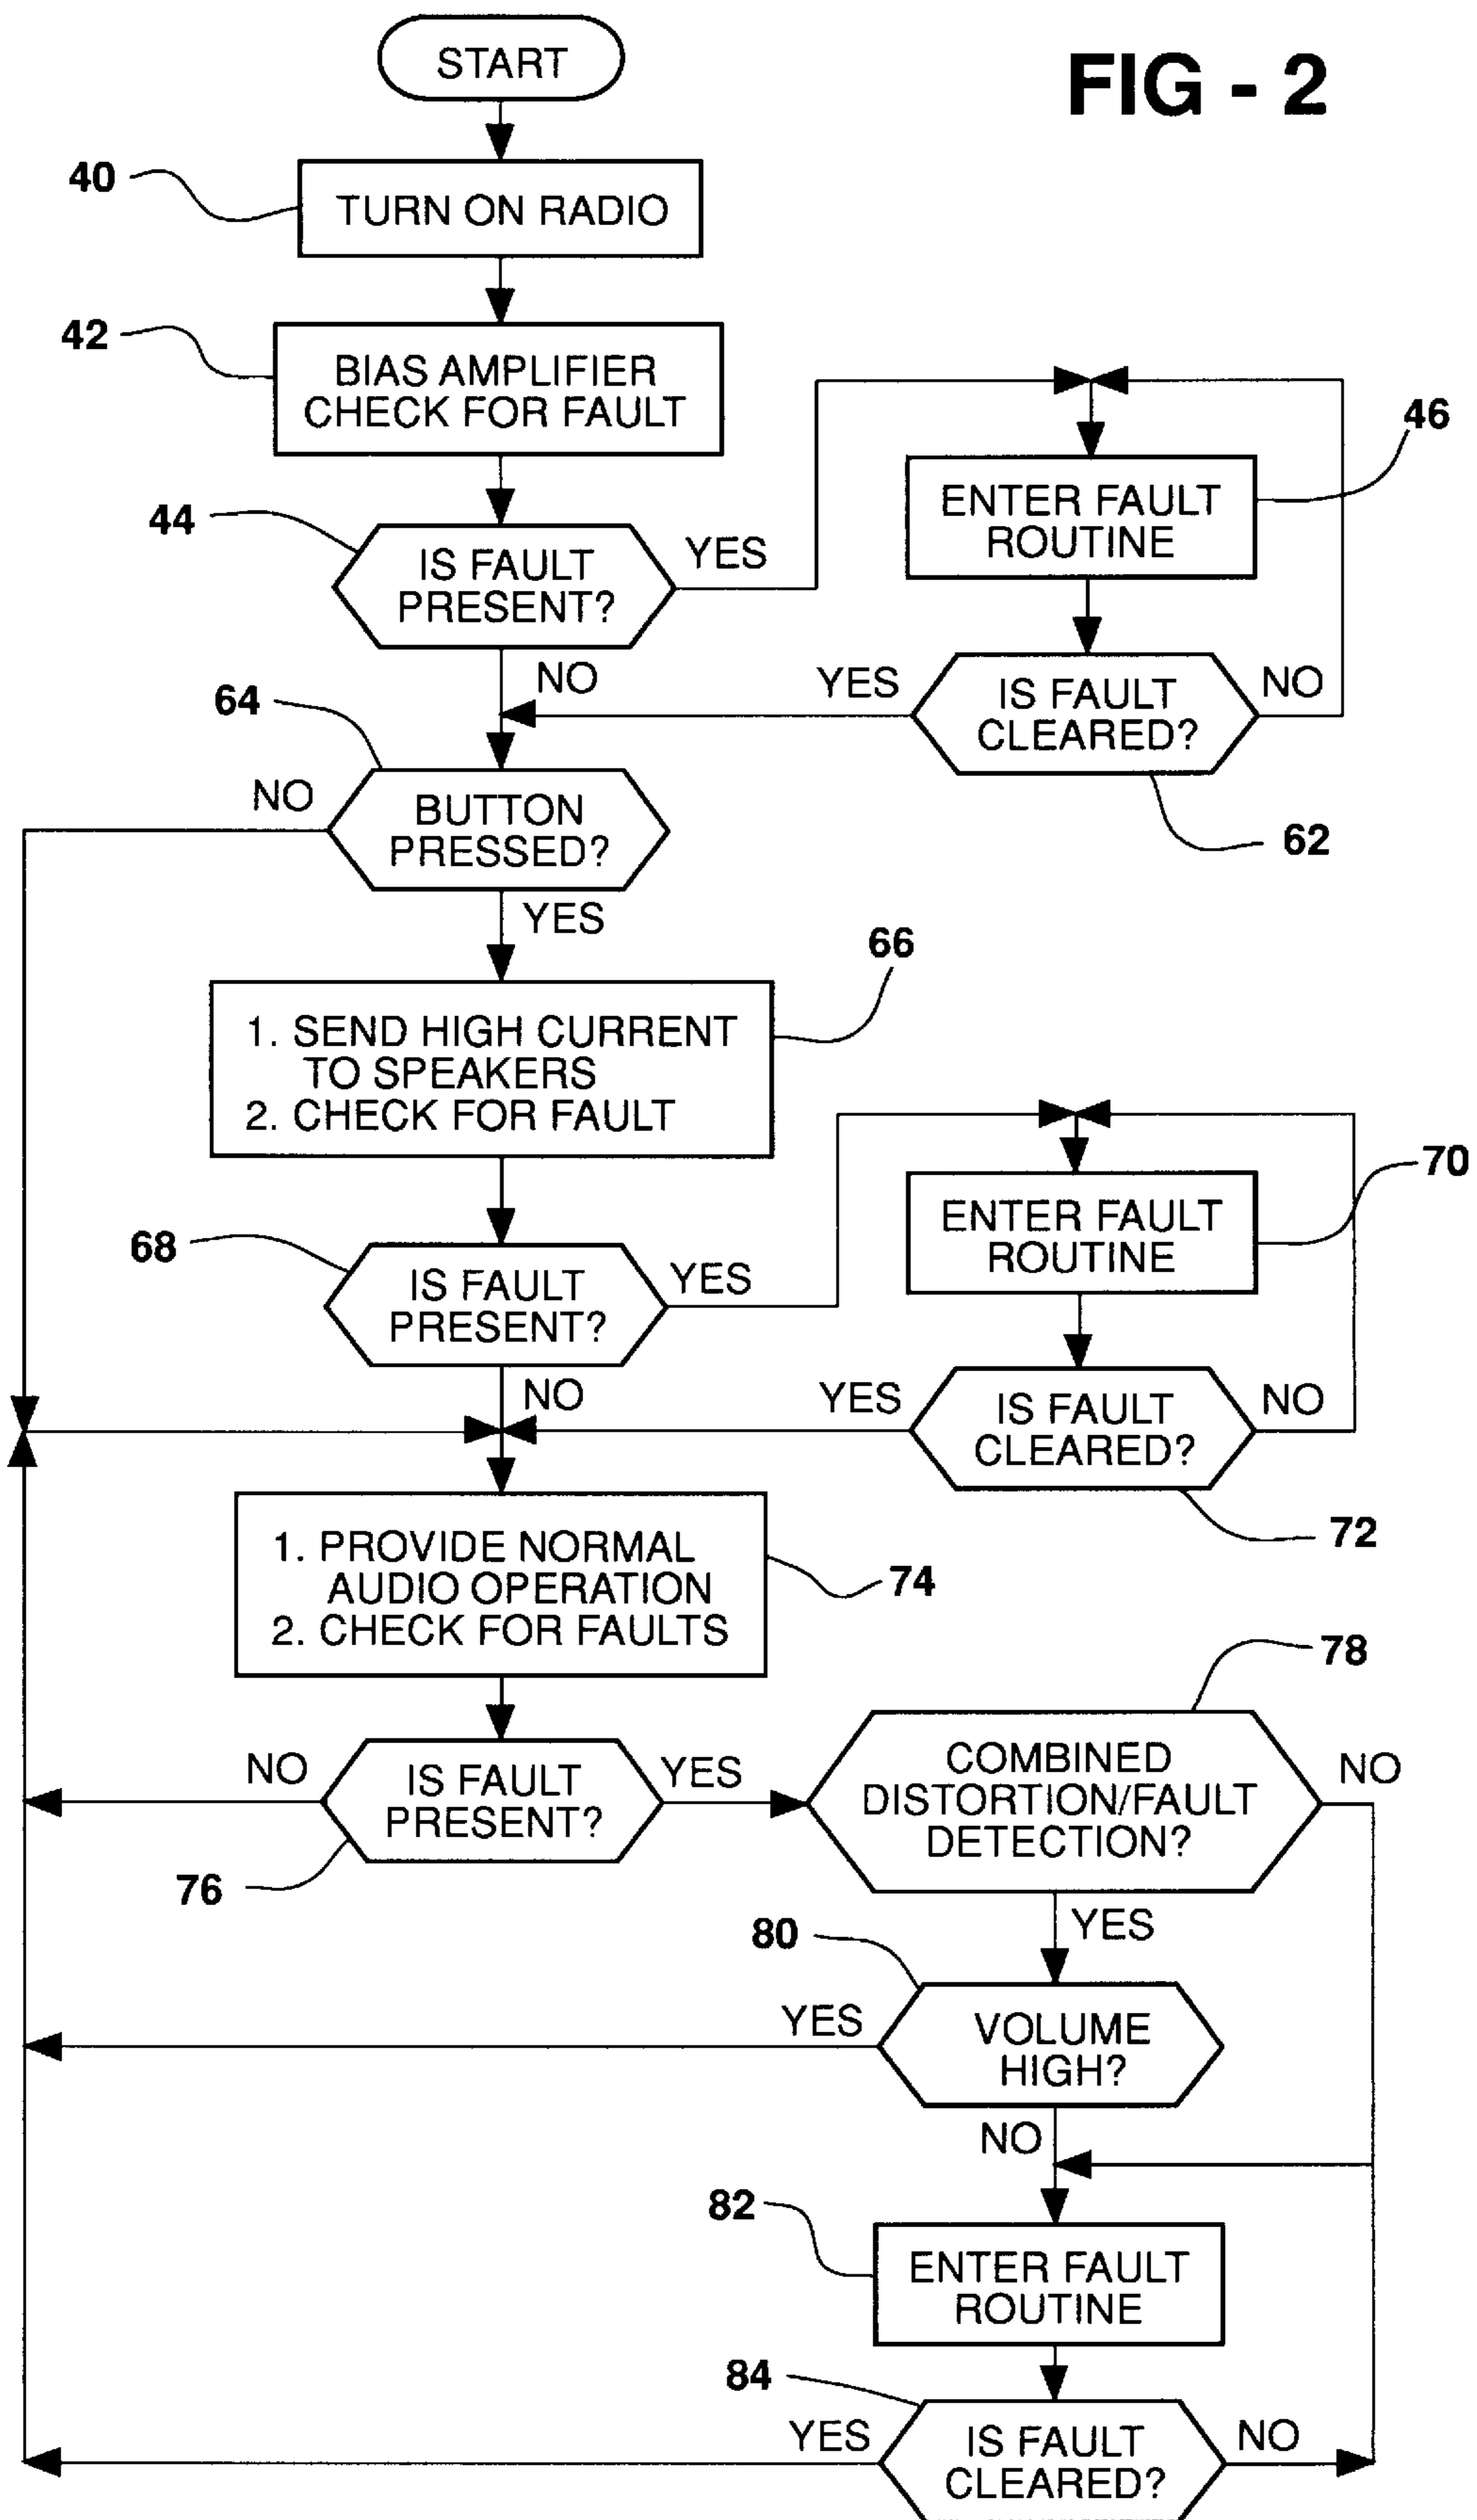 START
FIG - 2
40
TURN ON RADIO
42
BIAS AMPLIFIER
CHECK FOR FAULT
46
ENTER FAULT
ROUTINE
44
IS FAULT
PRESENT?
YES
NO
YES
IS FAULT
CLEARED?
NO
62
64
NO
BUTTON
PRESSED?
YES
66
1. SEND HIGH CURRENT
TO SPEAKERS
2. CHECK FOR FAULT
70
ENTER FAULT
ROUTINE
68
IS FAULT
PRESENT?
YES
NO
YES
IS FAULT
CLEARED?
NO
72
1. PROVIDE NORMAL
AUDIO OPERATION
2. CHECK FOR FAULTS
74
78
NO
IS FAULT
PRESENT?
YES
76
COMBINED
DISTORTION/FAULT
DETECTION?
NO
YES
80
YES
VOLUME
HIGH?
NO
82
ENTER FAULT
ROUTINE
84
YES
IS FAULT
CLEARED?
NO